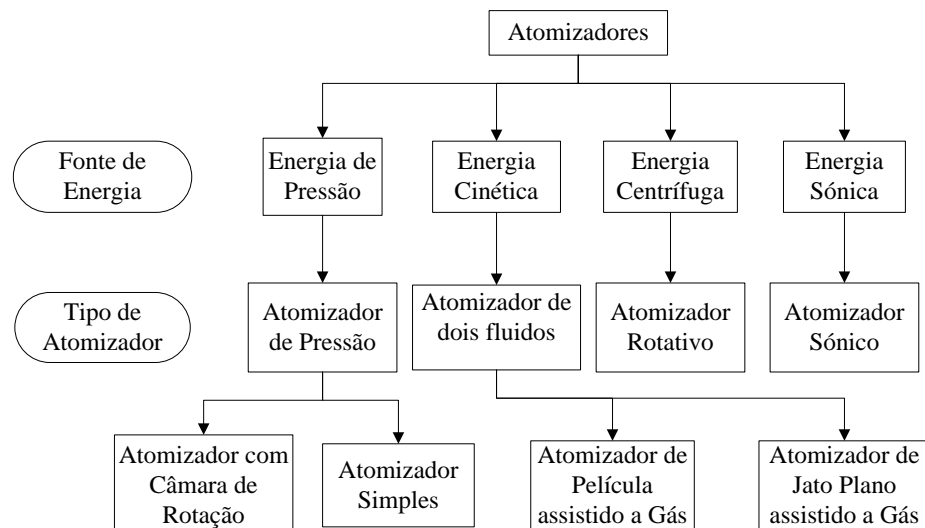 Atomizadores
Fonte de
Energia
Energia de
Pressão
Energia
Cinética
Energia
Centrífuga
Energia
Sónica
Tipo de
Atomizador
Atomizador
de Pressão
Atomizador de
dois fluidos
Atomizador
Rotativo
Atomizador
Sónico
Atomizador com
Câmara de
Rotação
Atomizador
Simples
Atomizador de
Película
assistido a Gás
Atomizador de
Jato Plano
assistido a Gás